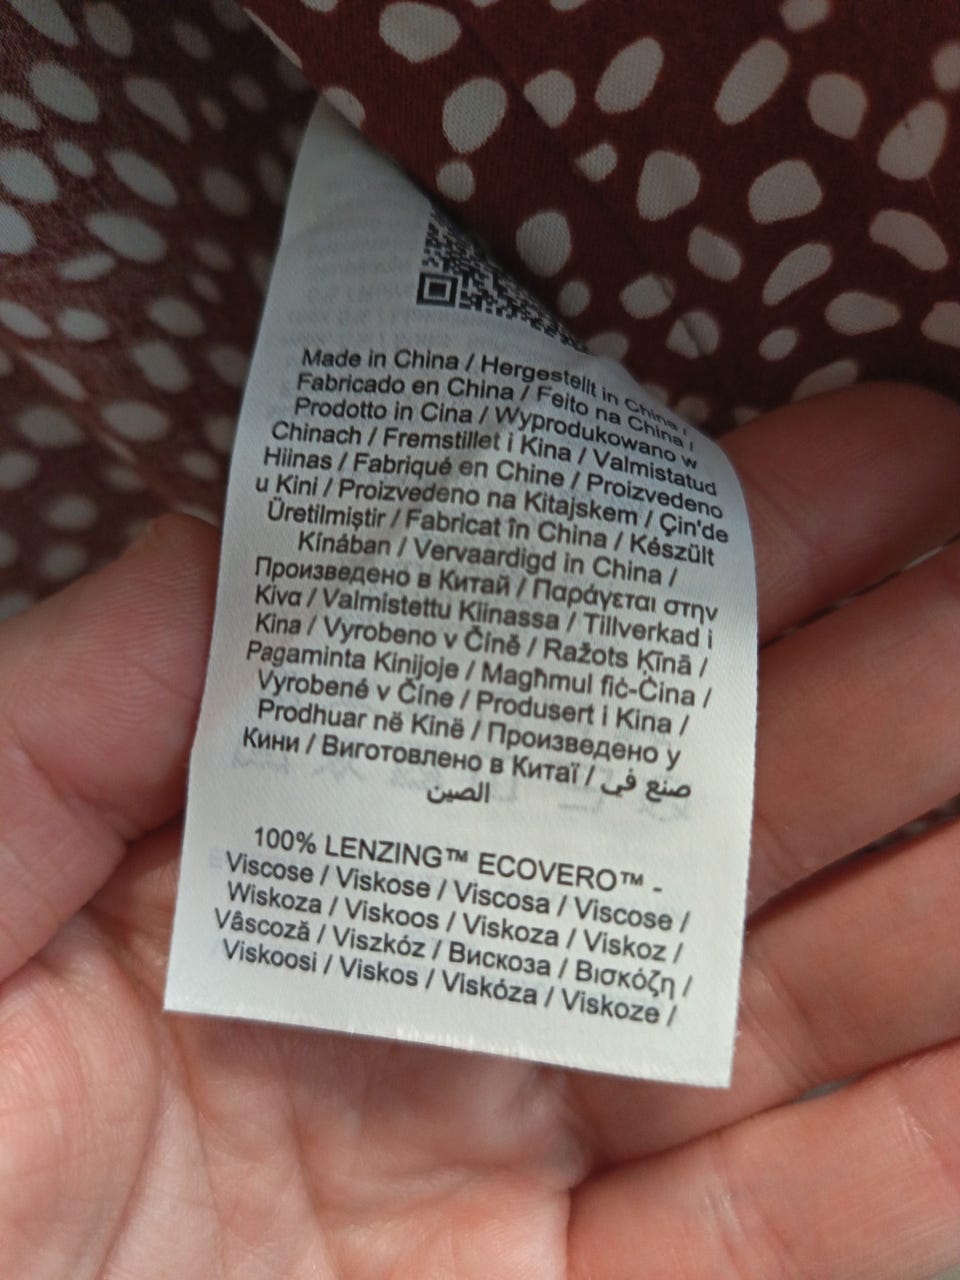 Made in China / Hergestellt in China /
Fabricado en China / Feito na China /
Prodotto in Cina / Wyprodukowano w
Chinach / Fremstillet i Kina / Valmistatud
Hiinas / Fabriqué en Chine / Proizvedeno
u Kini / Proizvedeno na Kitajskem / Çin'de
Üretilmiştir / Fabricat în China / Készült
Kínában / Vervaardigd in China /
Произведено в Китай / Παράγεται στην
Κίνα / Valmistettu Kiinassa / Tillverkad i
Kina / Vyrobeno v Číně / Ražots Ķīnā /
Pagaminta Kinijoje / Magħmul fiċ-Ċina /
Vyrobené v Číne / Produsert i Kina /
Prodhuar në Kinë / Произведено у
Кини / Виготовлено в Китаї / صنع في
الصين
100% LENZING™ ECOVERO™ -
Viscose / Viskose / Viscosa / Viscose /
Wiskoza / Viskoos / Viskoza / Viskoz /
Vâscoză / Viszkóz / Вискоза / Βισκόζη /
Viskoosi / Viskos / Viskóza / Viskoze /